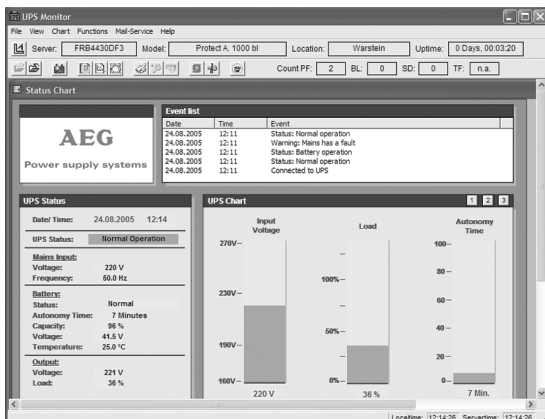 UPS Monitor
File View Chart Functions Mail-Service Help
Server: FRB4430DF3 Model: Protect A. 1000 bl Location: Warstein Uptime: 0 Days, 00:03:20
Count PF: 2 BL: 0 SD: 0 TF: n.a.
Status Chart
AEG
Power supply systems
Event list
Date Time Event
24.08.2005 12:11 Status: Normal operation
24.08.2005 12:11 Warning: Mains has a fault
24.08.2005 12:11 Status: Battery operation
24.08.2005 12:11 Status: Normal operation
24.08.2005 12:11 Connected to UPS
UPS Status
Date/ Time: 24.08.2005 12:14
UPS Status: Normal Operation
Mains Input:
Voltage: 220 V
Frequency: 50.0 Hz
Battery:
Status: Normal
Autonomy Time: 7 Minutes
Capacity: 96 %
Voltage: 41.5 V
Temperature: 25.0 °C
Output:
Voltage: 221 V
Load: 36 %
UPS Chart 1 2 3
Input Voltage
270V
230V
190V
160V
220 V
Load
100%
50%
0%
36 %
Autonomy Time
100
80
60
40
20
0
7 Min.
Localtime: 12:14:26 Servertime: 12:14:26